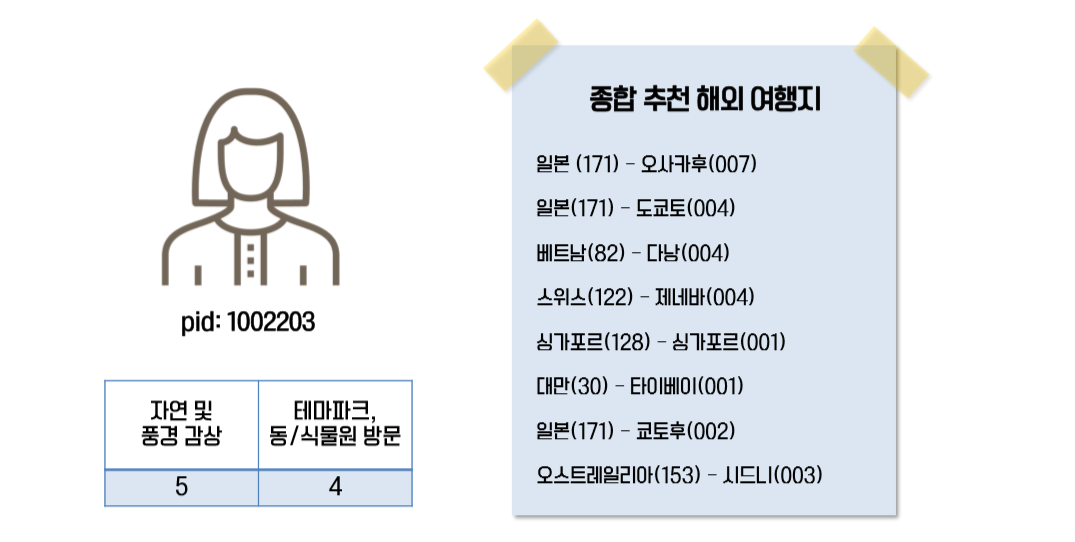 종합 추천 해외 여행지
일본 (171) - 오사카후(007)
일본(171) - 도쿄토(004)
베트남(82) - 다낭(004)
스위스(122) - 제네바(004)
싱가포르(128) - 싱가포르(001)
대만(30) - 타이베이(001)
일본(171) - 쿄토후(002)
오스트레일리아(153) - 시드니(003)
pid: 1002203
자연 및
풍경 감상
테마파크,
동/식물원 방문
5
4